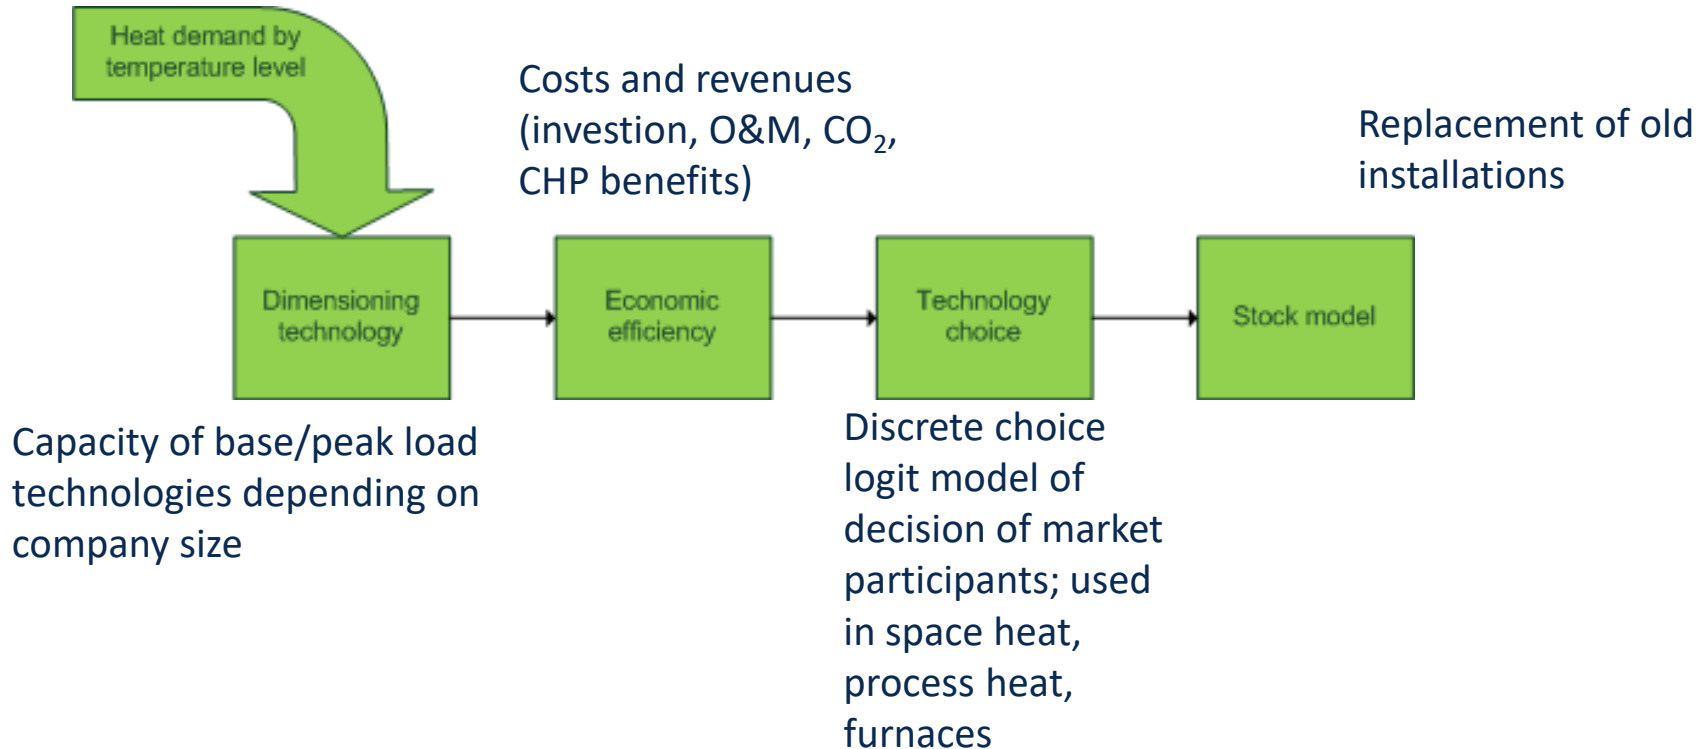 Heat demand by
temperature level
Costs and revenues
(investion, O&M, CO₂,
CHP benefits)
Replacement of old
installations
Dimensioning
technology
Economic
efficiency
Technology
choice
Stock model
Capacity of base/peak load
technologies depending on
company size
Discrete choice
logit model of
decision of market
participants; used
in space heat,
process heat,
furnaces